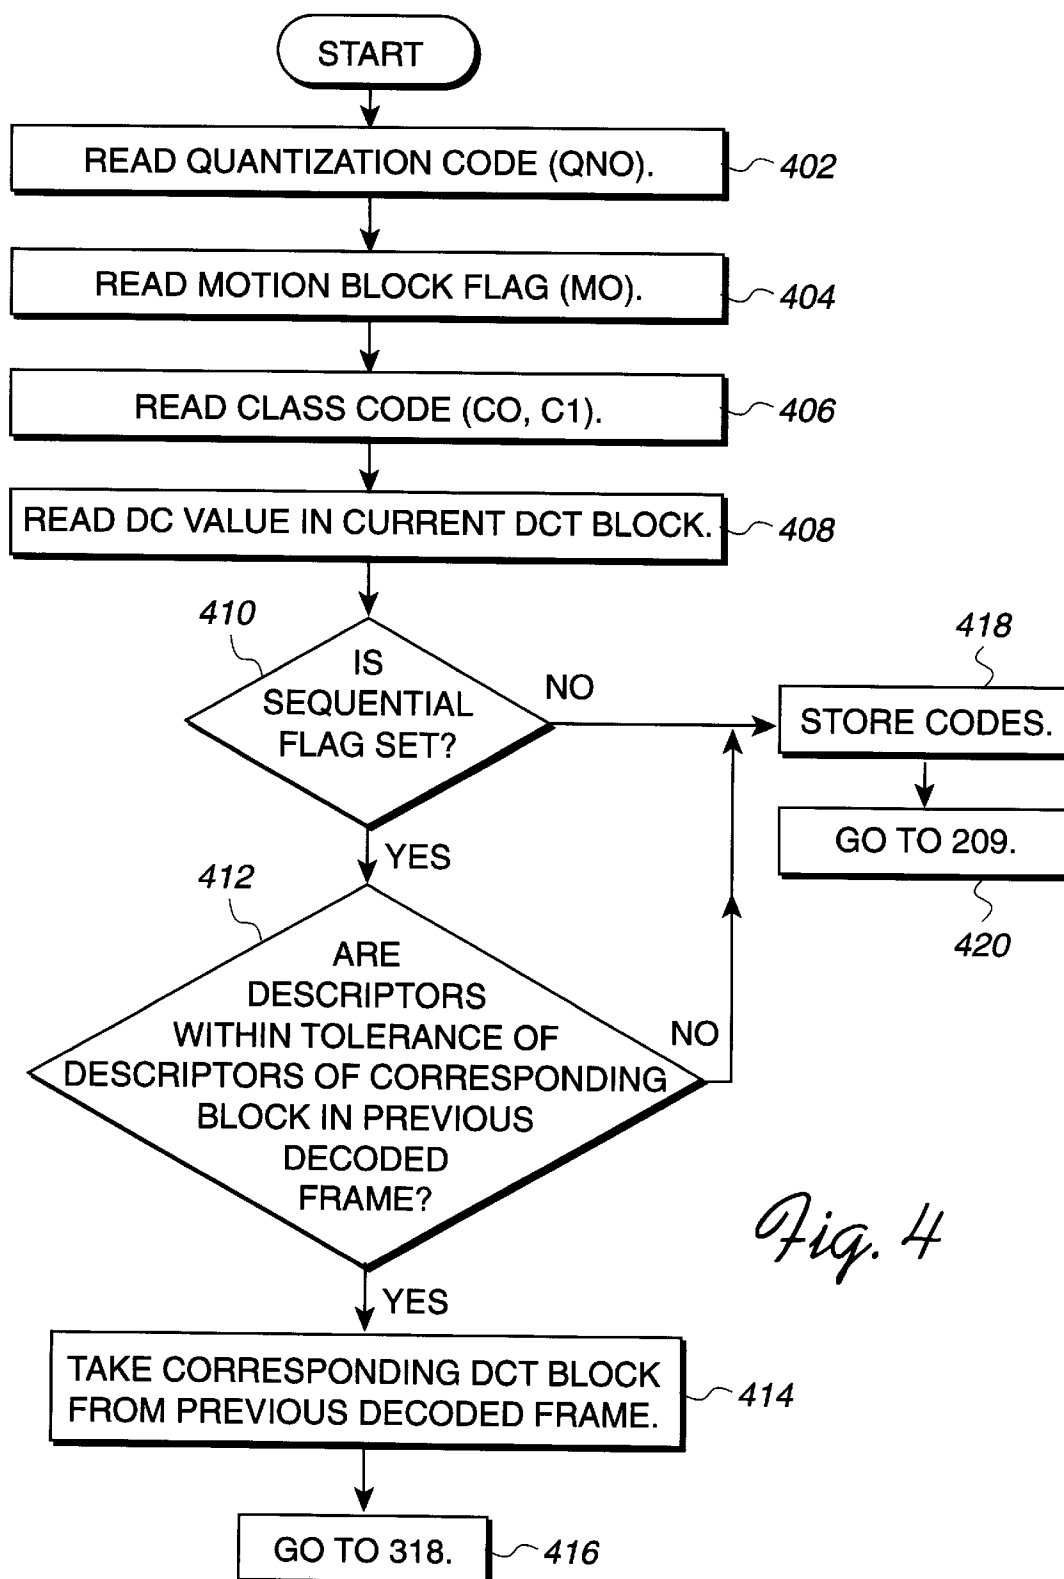 START
READ QUANTIZATION CODE (QNO).
402
READ MOTION BLOCK FLAG (MO).
404
READ CLASS CODE (CO, C1).
406
READ DC VALUE IN CURRENT DCT BLOCK.
408
410
IS
SEQUENTIAL
FLAG SET?
NO
418
STORE CODES.
GO TO 209.
420
YES
412
ARE
DESCRIPTORS
WITHIN TOLERANCE OF
DESCRIPTORS OF CORRESPONDING
BLOCK IN PREVIOUS
DECODED
FRAME?
NO
Fig. 4
YES
TAKE CORRESPONDING DCT BLOCK
FROM PREVIOUS DECODED FRAME.
414
GO TO 318.
416